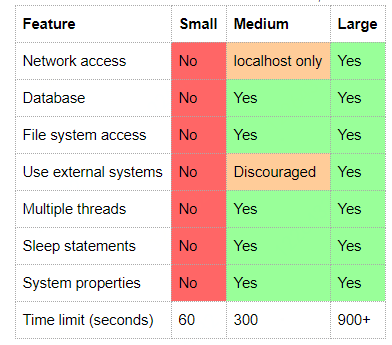 Feature Small Medium Large
Network access No localhost only Yes
Database No Yes Yes
File system access No Yes Yes
Use external systems No Discouraged Yes
Multiple threads No Yes Yes
Sleep statements No Yes Yes
System properties No Yes Yes
Time limit (seconds) 60 300 900+